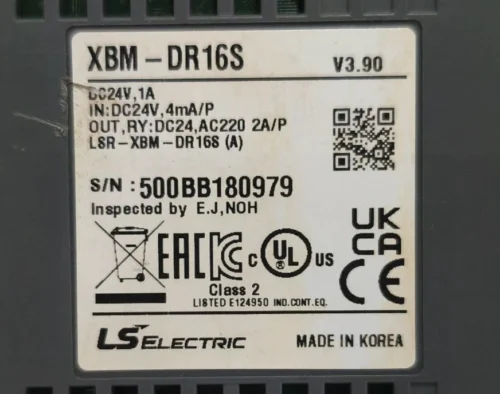 XBM-DR16S V3.90
DC24V,1A
IN:DC24V,4mA/P
OUT,RY:DC24,AC220 2A/P
LSR-XBM-DR16S (A)
S/N : 500BB180979
Inspected by E.J,NOH
EAC KC C UL US UK CA CE
Class 2
LISTED E124950 IND.CONT.EQ.
LS ELECTRIC MADE IN KOREA